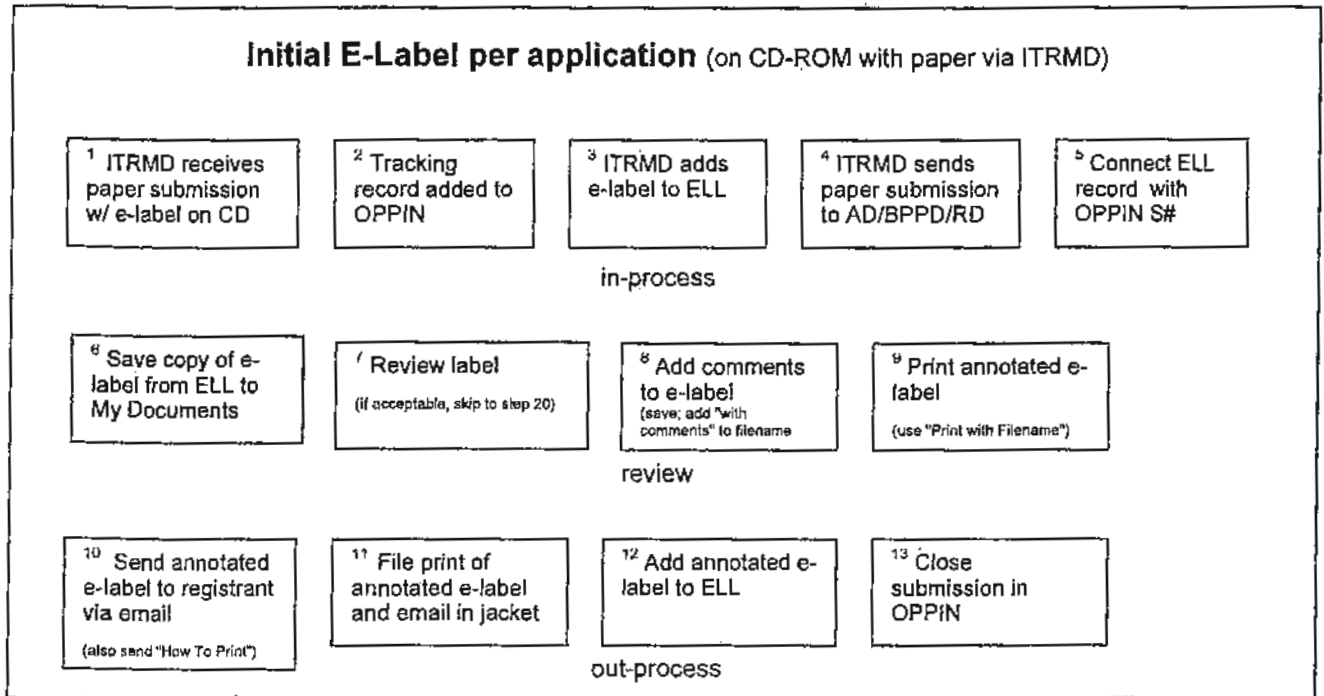 Initial E-Label per application (on CD-ROM with paper via ITRMD)
1 ITRMD receives
paper submission
w/ e-label on CD
2 Tracking
record added to
OPPIN
3 ITRMD adds
e-label to ELL
4 ITRMD sends
paper submission
to AD/BPPD/RD
5 Connect ELL
record with
OPPIN S#
in-process
6 Save copy of e-
label from ELL to
My Documents
7 Review label
(if acceptable, skip to step 20)
8 Add comments
to e-label
(save; add "with
comments" to filename
9 Print annotated e-
label
(use "Print with Filename")
review
10 Send annotated
e-label to registrant
via email
(also send "How To Print")
11 File print of
annotated e-label
and email in jacket
12 Add annotated e-
label to ELL
13 Close
submission in
OPPIN
out-process